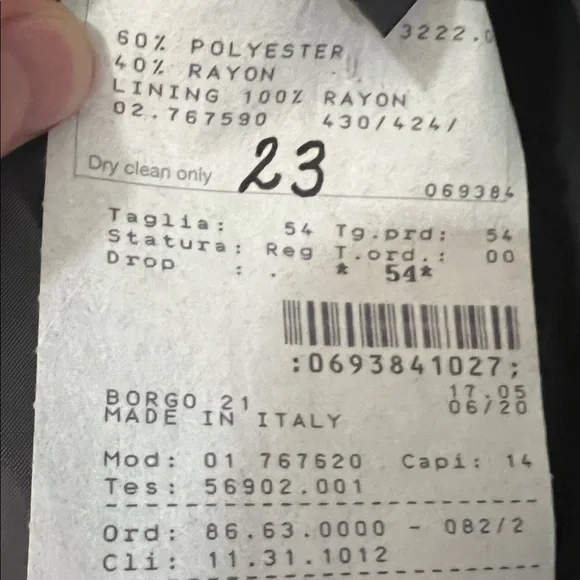 3222.0
60% POLYESTER
40% RAYON
LINING 100% RAYON
02.767590 430/424/
Dry clean only 23 069384
Taglia: 54 Tg.prd: 54
Statura: Reg T.ord.: 00
Drop : . * 54*
:0693841027;
17.05
BORGO 21 06/20
MADE IN ITALY
Mod: 01 767620 Capi: 14
Tes: 56902.001
Ord: 86.63.0000 - 082/2
Cli: 11.31.1012